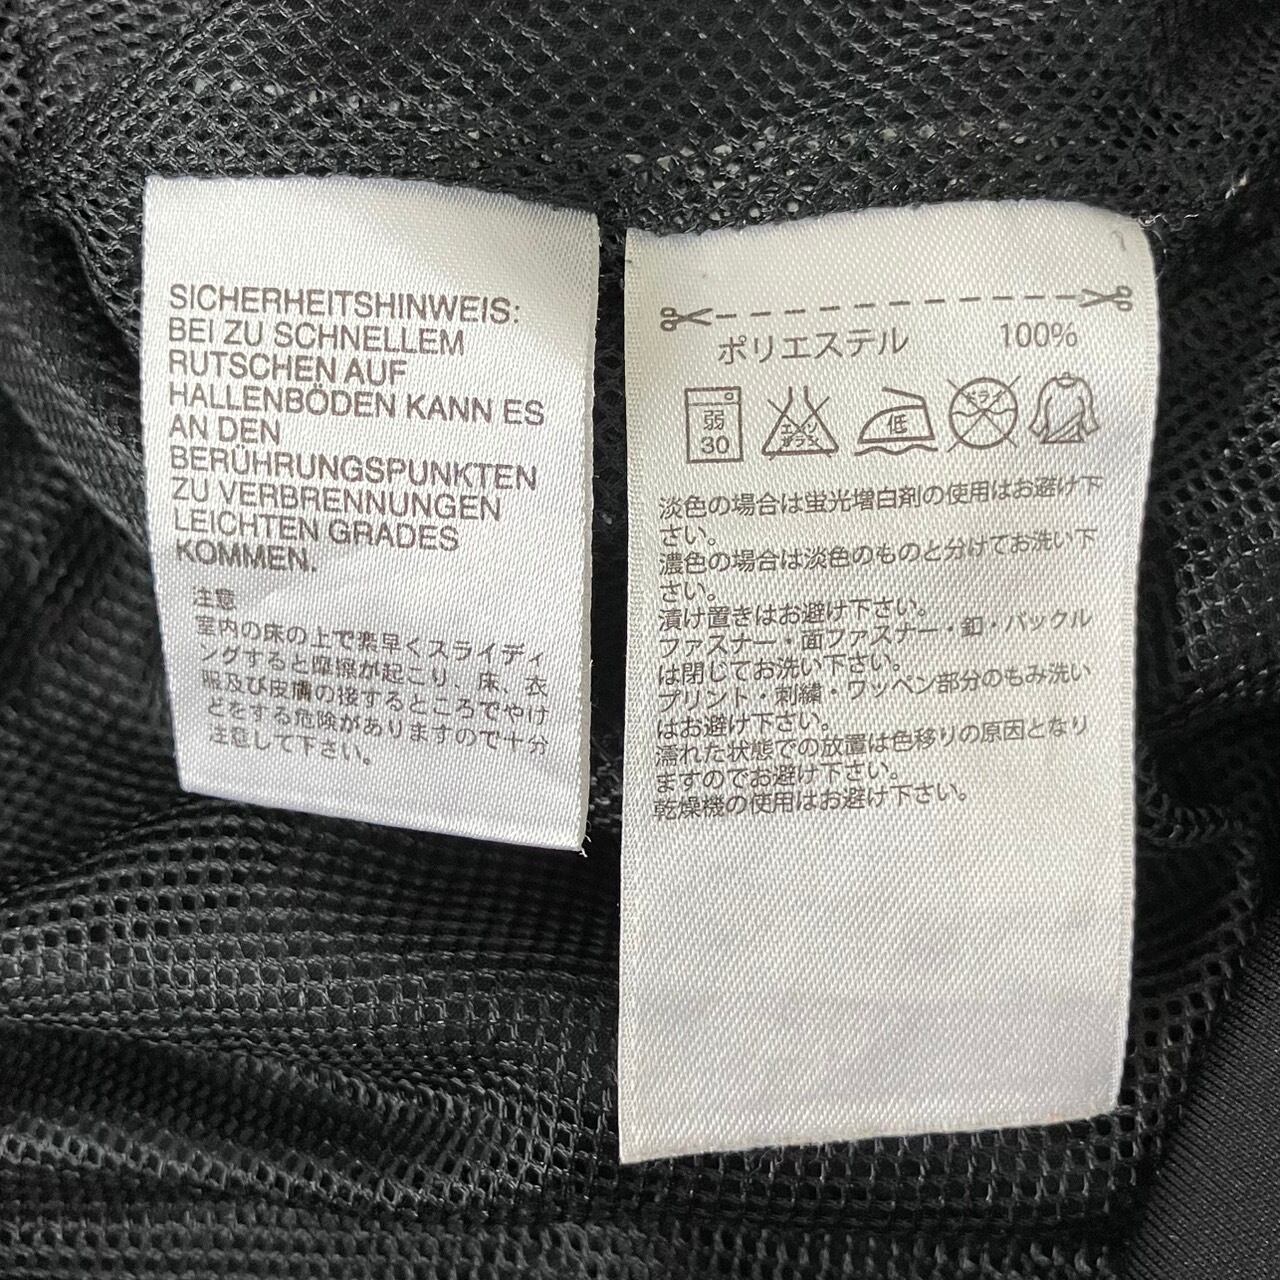 SICHERHEITSHINWEIS:
BEI ZU SCHNELLEM
RUTSCHEN AUF
HALLENBÖDEN KANN ES
AN DEN
BERÜHRUNGSPUNKTEN
ZU VERBRENNUNGEN
LEICHTEN GRADES
KOMMEN.
注意
室内の床の上で素早くスライディ
ングすると摩擦が起こり、床、衣
服及び皮膚の接するところでやけ
どをする危険がありますので十分
注意して下さい。
ポリエステル 100%
弱
30
エンソ
サラシ
低
ドライ
淡色の場合は蛍光増白剤の使用はお避け下
さい。
濃色の場合は淡色のものと分けてお洗い下
さい。
漬け置きはお避け下さい。
ファスナー・面ファスナー・釦・バックル
は閉じてお洗い下さい。
プリント・刺繍・ワッペン部分のもみ洗い
はお避け下さい。
濡れた状態での放置は色移りの原因となり
ますのでお避け下さい。
乾燥機の使用はお避け下さい。